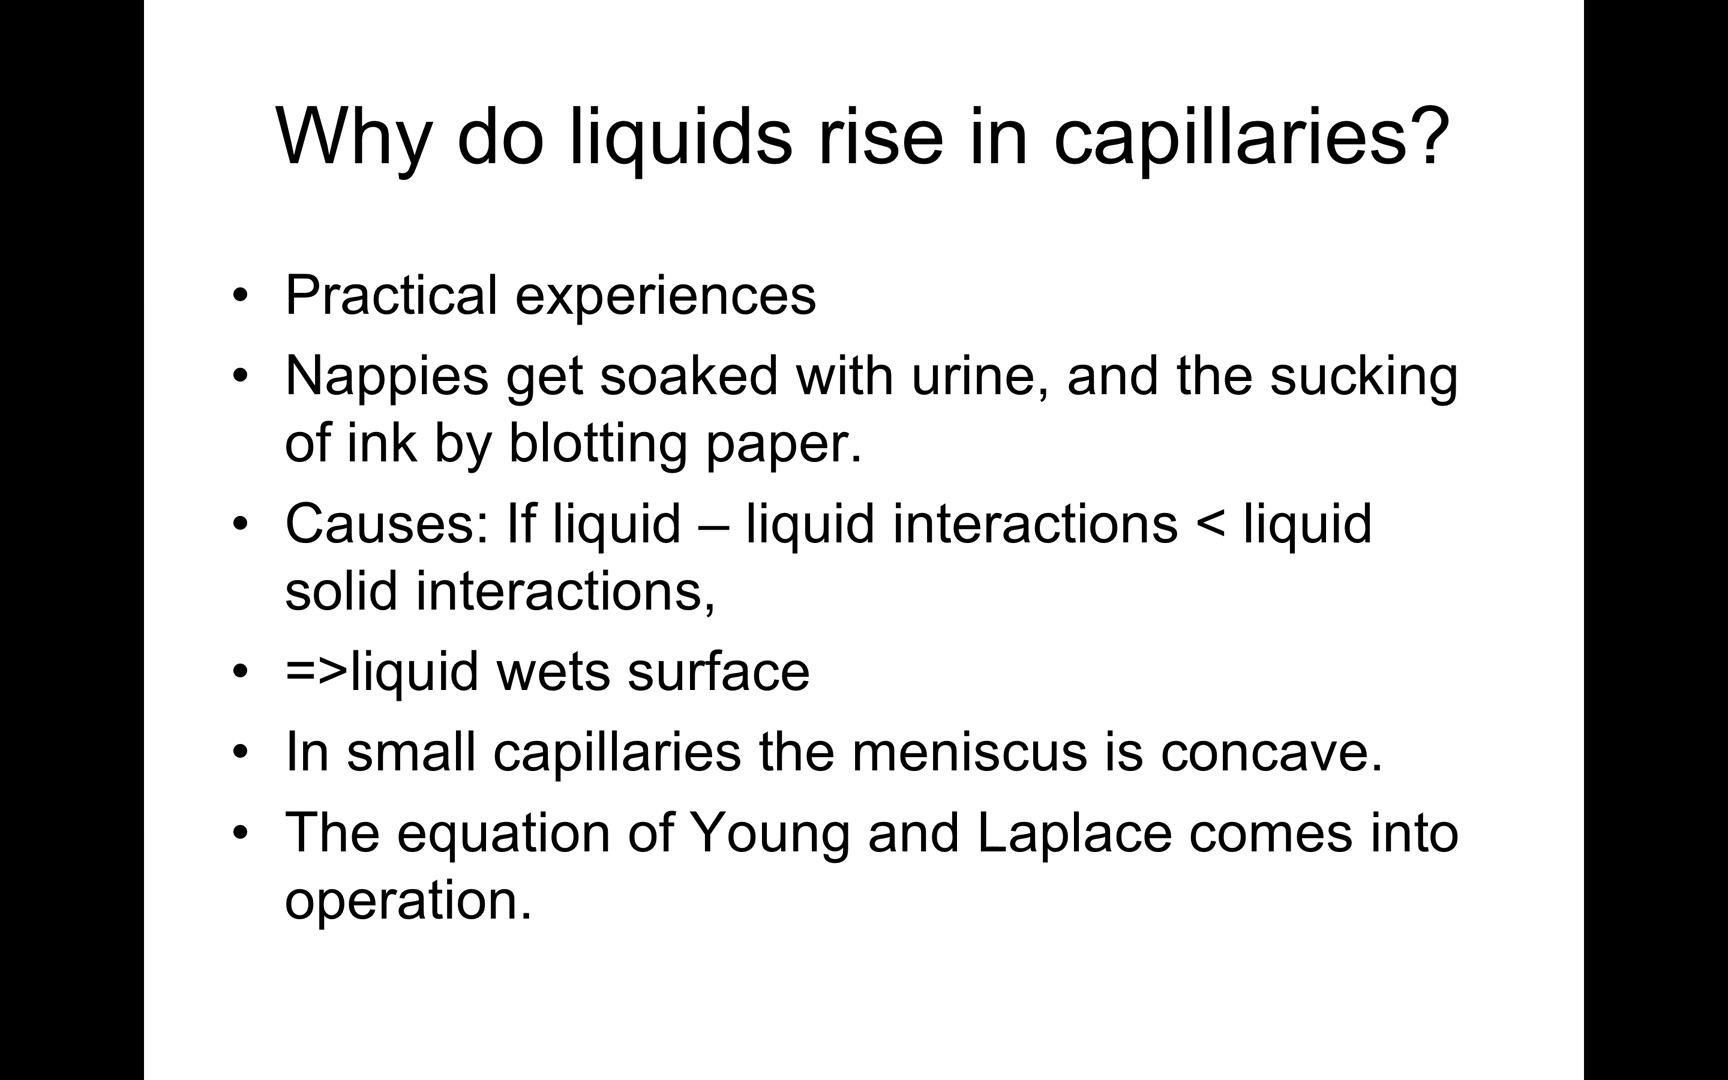 Why do liquids rise in capillaries?
• Practical experiences
• Nappies get soaked with urine, and the sucking
of ink by blotting paper.
• Causes: If liquid – liquid interactions < liquid
solid interactions,
• =>liquid wets surface
• In small capillaries the meniscus is concave.
• The equation of Young and Laplace comes into
operation.